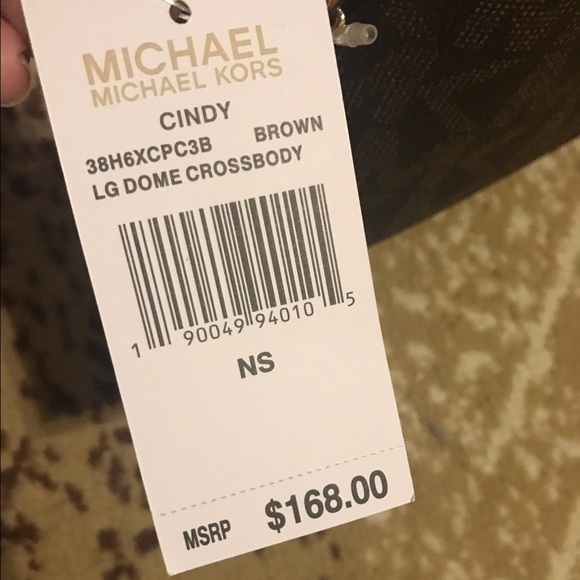 MICHAEL
MICHAEL KORS
CINDY
38H6XCPC3B BROWN
LG DOME CROSSBODY
1 90049 94010 5
NS
MSRP $168.00